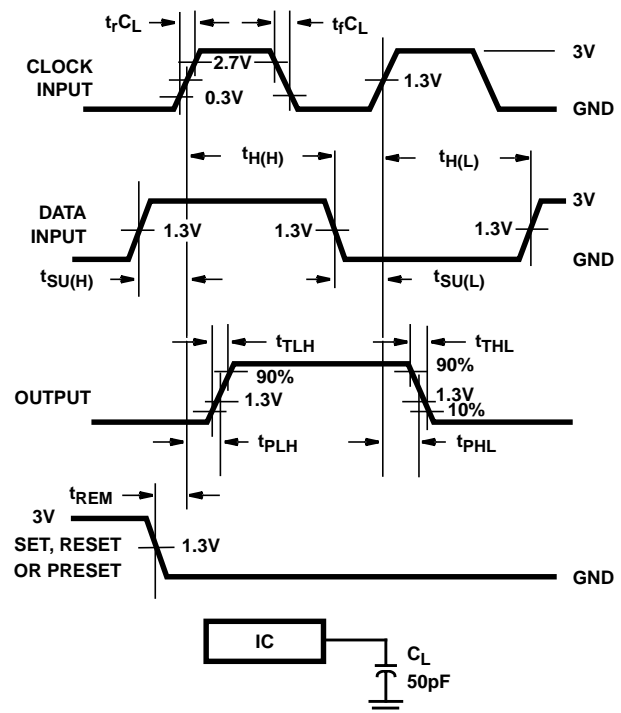 trCL tfCL
3V
CLOCK
INPUT
2.7V
0.3V
1.3V
GND
tH(H) tH(L)
3V
DATA
INPUT
1.3V 1.3V 1.3V
GND
tSU(H) tSU(L)
tTLH tTHL
90% 90%
OUTPUT
1.3V 1.3V
10%
tPLH tPHL
tREM
3V
SET, RESET
OR PRESET
1.3V
GND
IC
CL
50pF